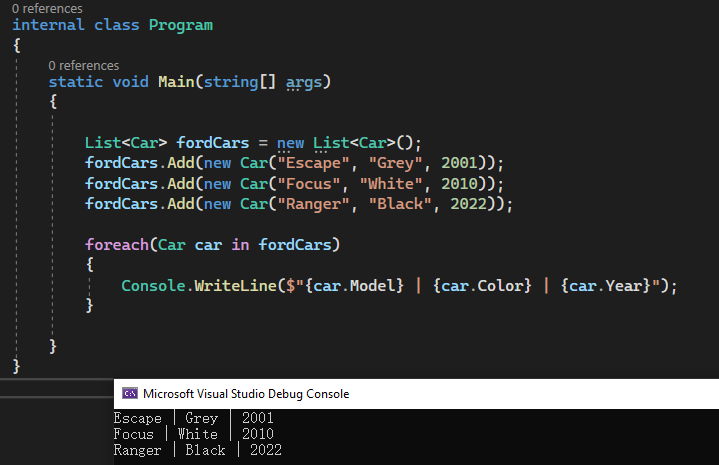 0 references
internal class Program
{
0 references
static void Main(string[] args)
{
List<Car> fordCars = new List<Car>();
fordCars.Add(new Car("Escape", "Grey", 2001));
fordCars.Add(new Car("Focus", "White", 2010));
fordCars.Add(new Car("Ranger", "Black", 2022));
foreach(Car car in fordCars)
{
Console.WriteLine($"{car.Model} | {car.Color} | {car.Year}");
}
}
}
C:\ Microsoft Visual Studio Debug Console
Escape | Grey | 2001
Focus | White | 2010
Ranger | Black | 2022